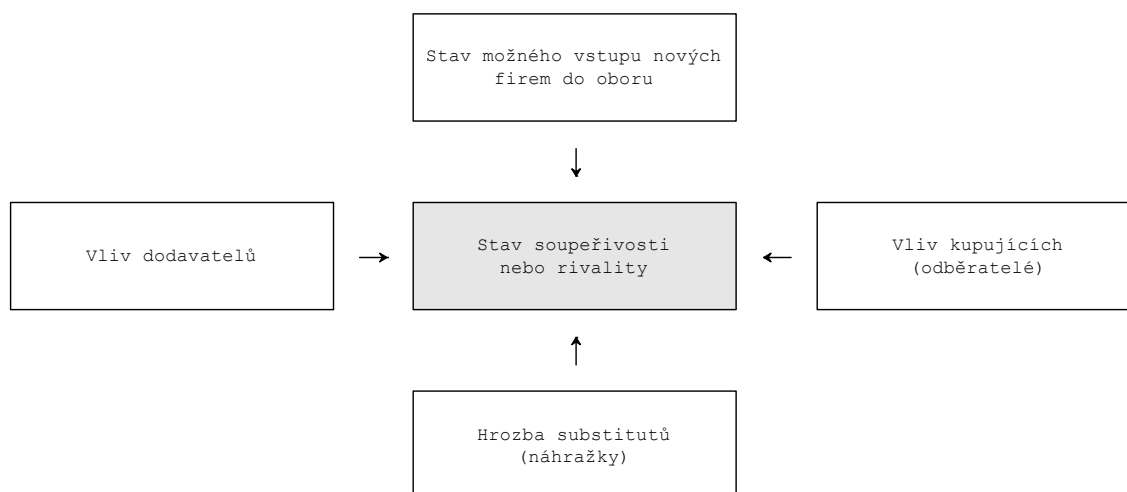 Stav možného vstupu nových
firem do oboru
Vliv dodavatelů
Stav soupeřivosti
nebo rivality
Vliv kupujících
(odběratelé)
Hrozba substitutů
(náhražky)